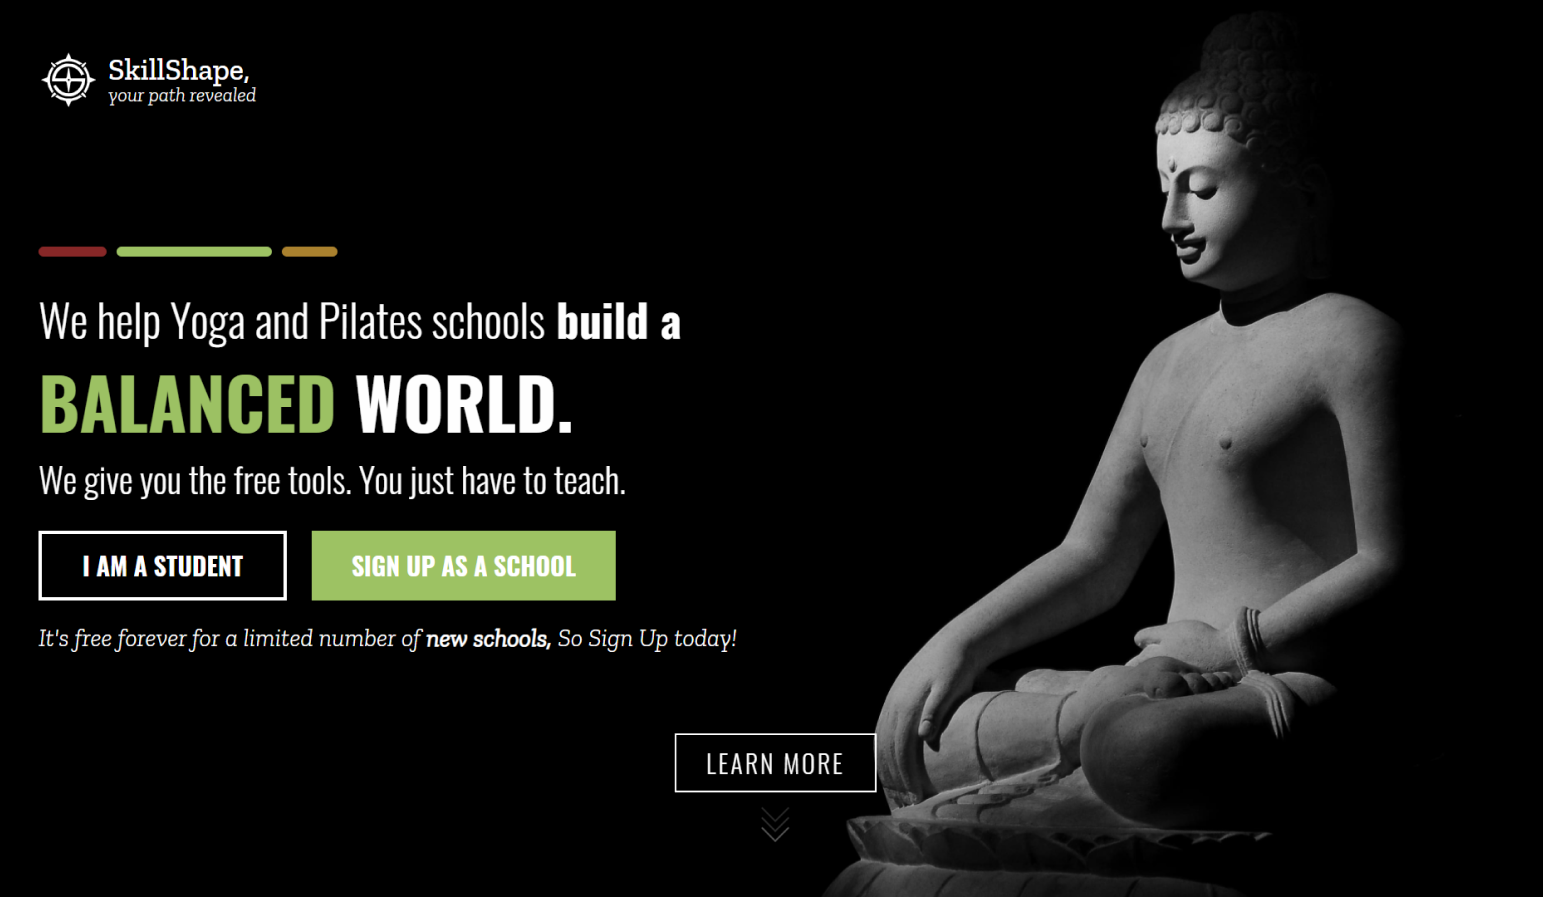 SkillShape,
your path revealed
We help Yoga and Pilates schools build a
BALANCED WORLD.
We give you the free tools. You just have to teach.
I AM A STUDENT
SIGN UP AS A SCHOOL
It's free forever for a limited number of new schools, So Sign Up today!
LEARN MORE